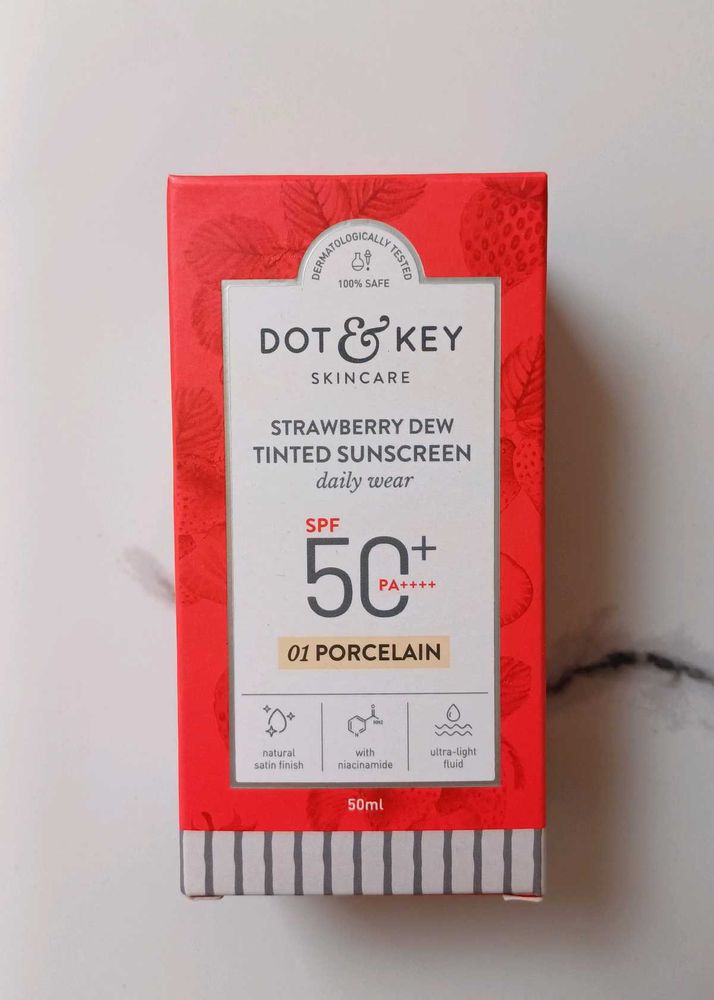 DERMATOLOGICALLY TESTED
100% SAFE
DOT & KEY
SKINCARE
STRAWBERRY DEW
TINTED SUNSCREEN
daily wear
SPF
50+
PA++++
01 PORCELAIN
NH2
O
N
natural
satin finish
with
niacinamide
ultra-light
fluid
50ml